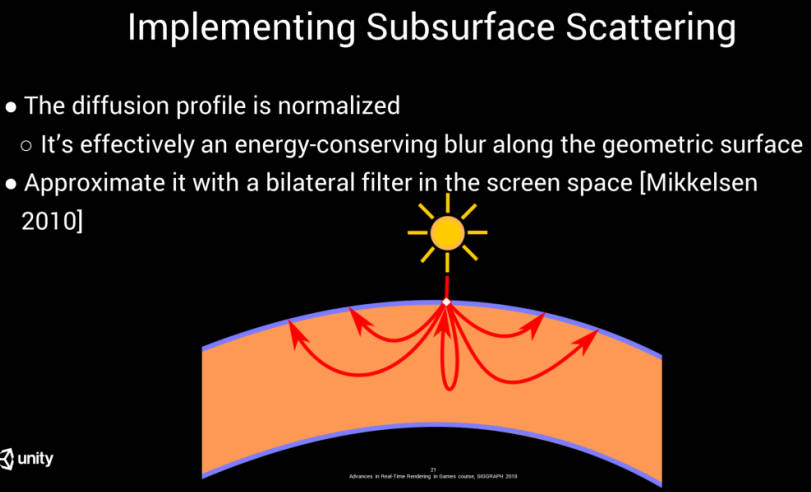 Implementing Subsurface Scattering
● The diffusion profile is normalized
○ It's effectively an energy-conserving blur along the geometric surface
● Approximate it with a bilateral filter in the screen space [Mikkelsen
2010]
unity
21
Advances in Real-Time Rendering in Games course, SIGGRAPH 2018